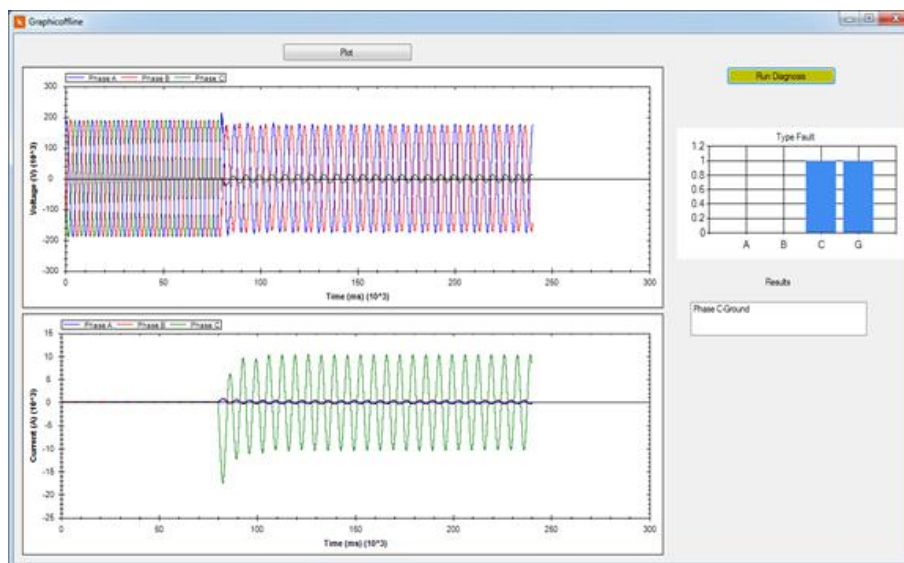 Graphicoffline
Plot
Run Diagnosis
Phase A Phase B Phase C
300
200
100
0
-100
-200
-300
Voltage (V) (10^3)
0 50 100 150 200 250 300
Time (ms) (10^3)
Type Fault
1.2
1
0.8
0.6
0.4
0.2
0
A B C G
Results
Phase C-Ground
Phase A Phase B Phase C
15
10
5
0
-5
-10
-15
-20
-25
Current (A) (10^3)
0 50 100 150 200 250 300
Time (ms) (10^3)